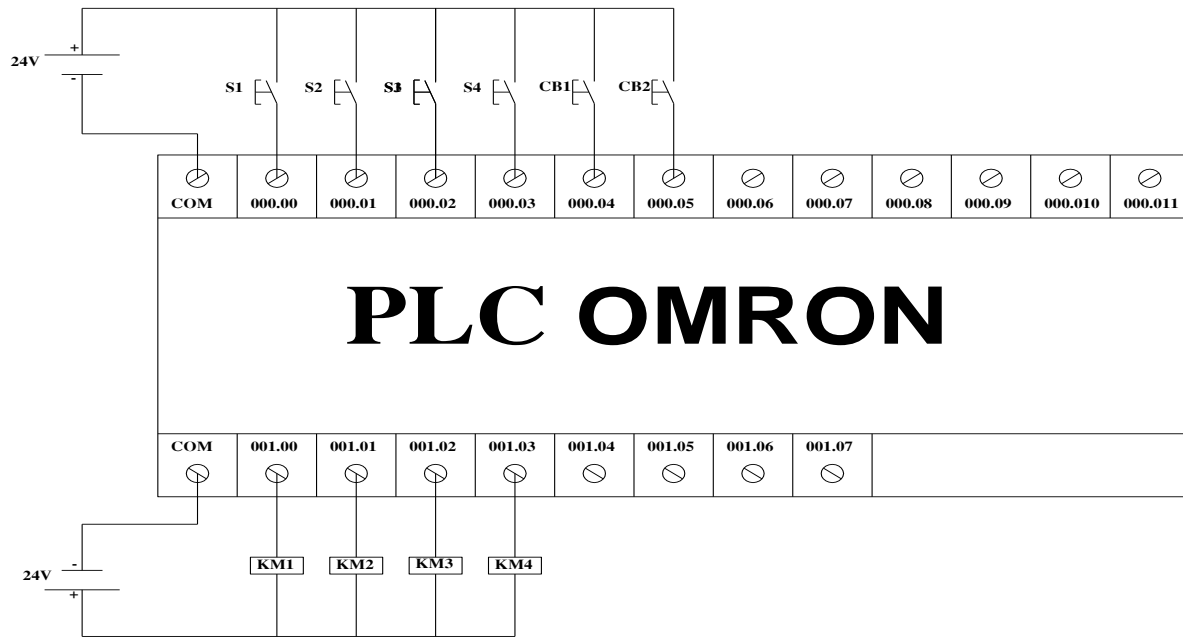 +
24V
-
S1 S2 S3 S4 CB1 CB2
COM 000.00 000.01 000.02 000.03 000.04 000.05 000.06 000.07 000.08 000.09 000.010 000.011
PLC OMRON
COM 001.00 001.01 001.02 001.03 001.04 001.05 001.06 001.07
KM1 KM2 KM3 KM4
-
24V
+